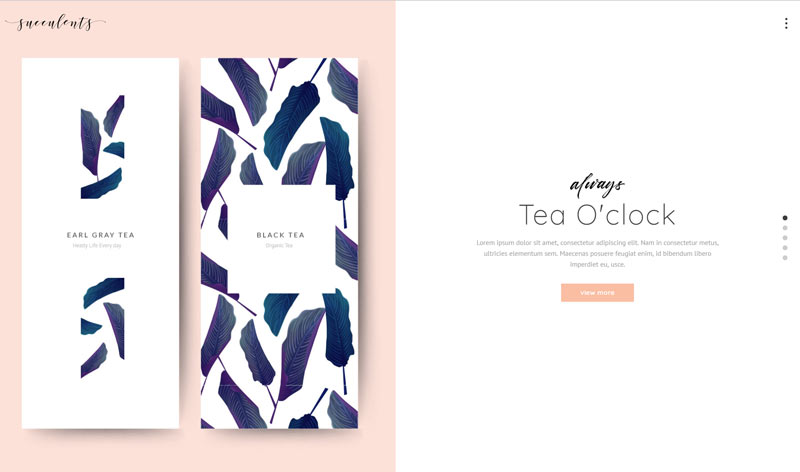 succulents
EARL GRAY TEA
Hearty Life Every day
BLACK TEA
Organic Tea
always
Tea O'clock
Lorem ipsum dolor sit amet, consectetur adipiscing elit. Nam in consectetur metus,
ultricies elementum sem. Maecenas posuere feugiat enim, id bibendum libero
imperdiet eu, usce.
view more